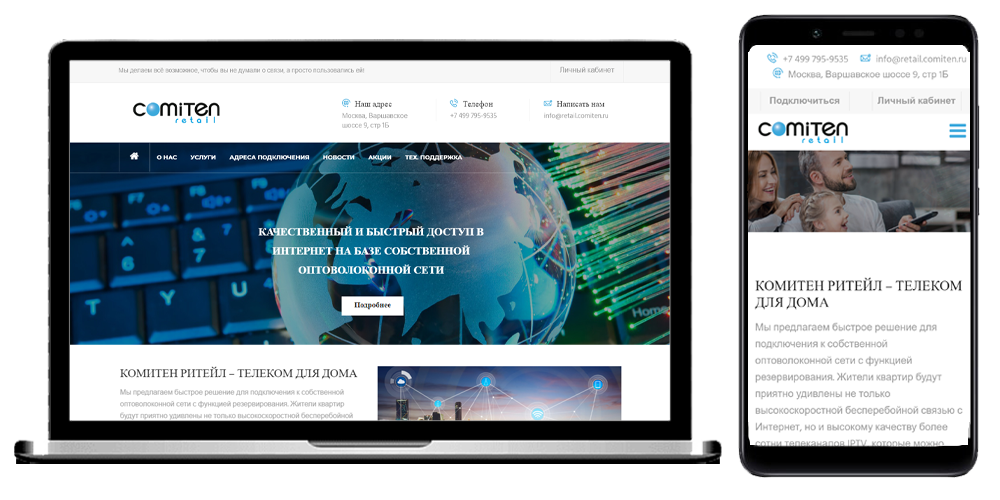 Мы делаем всё возможное, чтобы вы не думали о связи, а просто пользовались ей!
Личный кабинет
comiten
retail
Наш адрес
Москва, Варшавское
шоссе 9, стр 1Б
Телефон
+7 499 795-9535
Написать нам
info@retail.comiten.ru
О НАС УСЛУГИ АДРЕСА ПОДКЛЮЧЕНИЯ НОВОСТИ АКЦИИ ТЕХ. ПОДДЕРЖКА
КАЧЕСТВЕННЫЙ И БЫСТРЫЙ ДОСТУП В
ИНТЕРНЕТ НА БАЗЕ СОБСТВЕННОЙ
ОПТОВОЛОКОННОЙ СЕТИ
Подробнее
&
6
7
T
Y
U
Home
КОМИТЕН РИТЕЙЛ – ТЕЛЕКОМ ДЛЯ ДОМА
Мы предлагаем быстрое решение для подключения к собственной
оптоволоконной сети с функцией резервирования. Жители квартир
будут приятно удивлены не только высокоскоростной бесперебойной
+7 499 795-9535 info@retail.comiten.ru
Москва, Варшавское шоссе 9, стр 1Б
Подключиться Личный кабинет
comiten
retail
КОМИТЕН РИТЕЙЛ – ТЕЛЕКОМ
ДЛЯ ДОМА
Мы предлагаем быстрое решение для
подключения к собственной
оптоволоконной сети с функцией
резервирования. Жители квартир будут
приятно удивлены не только
высокоскоростной бесперебойной связью с
Интернет, но и высокому качеству более
сотни телеканалов IPTV, которые можно